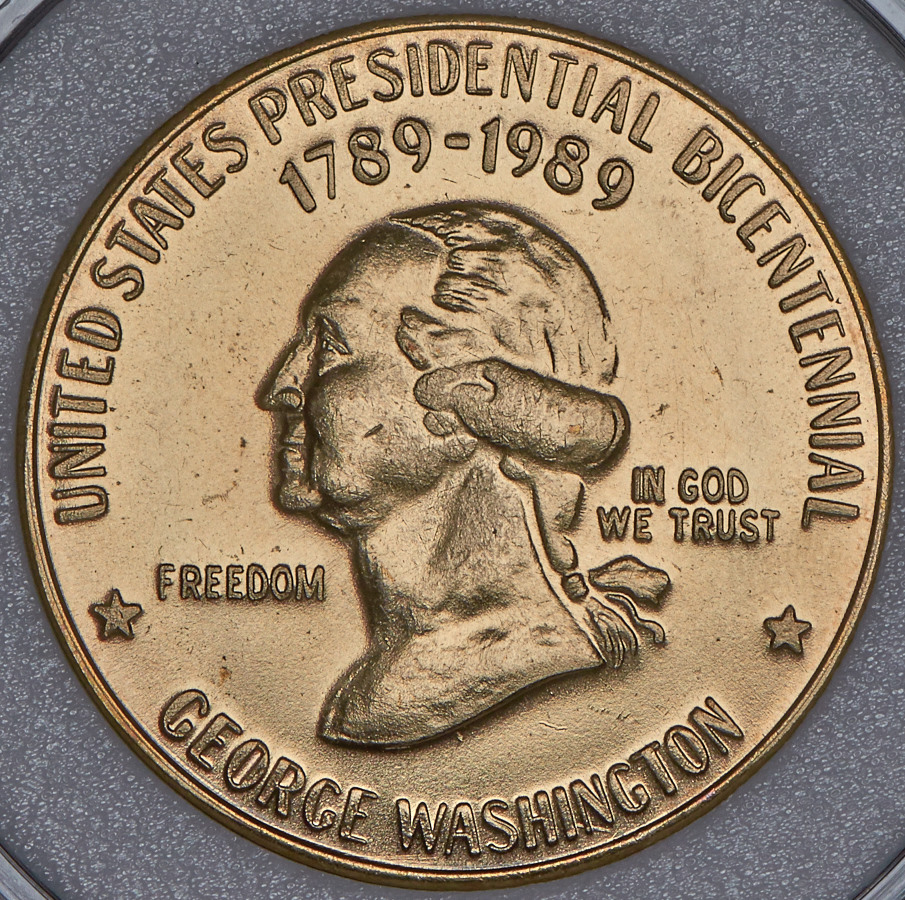 UNITED STATES PRESIDENTIAL BICENTENNIAL
1789-1989
IN GOD
WE TRUST
FREEDOM
GEORGE WASHINGTON